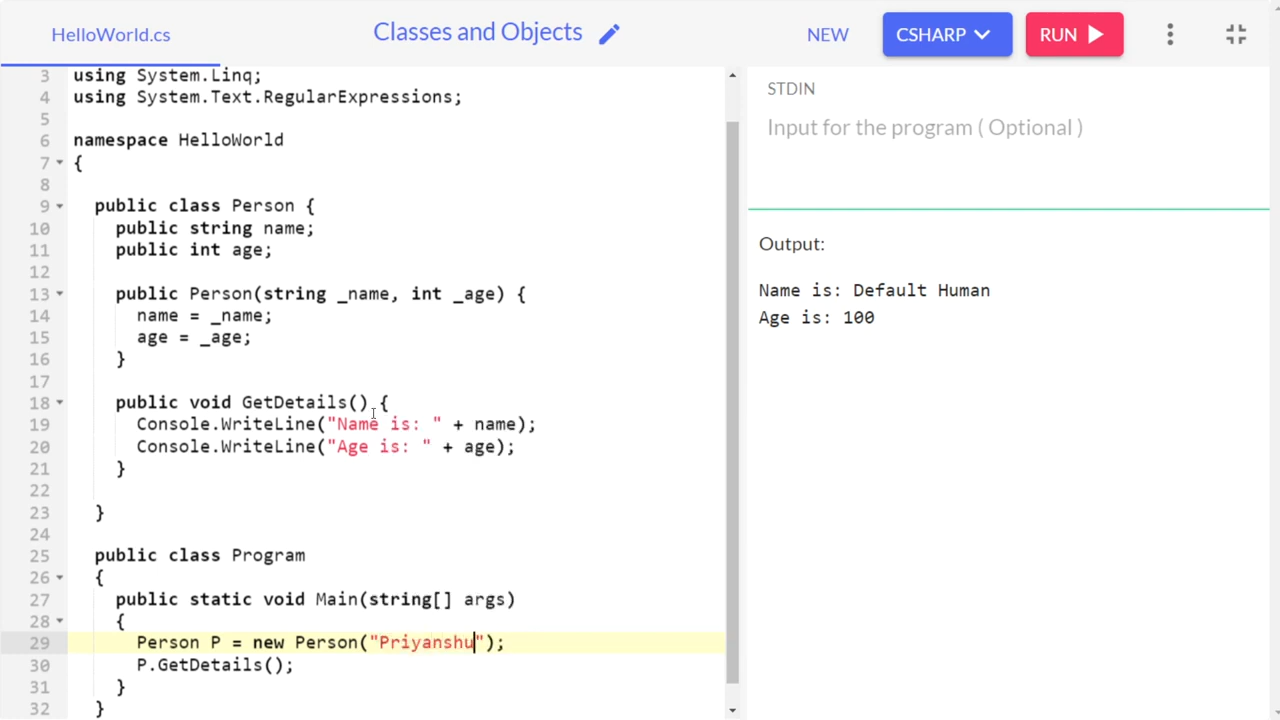 HelloWorld.cs
Classes and Objects
NEW
CSHARP
RUN
3 using System.Linq;
4 using System.Text.RegularExpressions;
5
6 namespace HelloWorld
7 {
8
9 public class Person {
10 public string name;
11 public int age;
12
13 public Person(string _name, int _age) {
14 name = _name;
15 age = _age;
16 }
17
18 public void GetDetails() {
19 Console.WriteLine("Name is: " + name);
20 Console.WriteLine("Age is: " + age);
21 }
22
23 }
24
25 public class Program
26 {
27 public static void Main(string[] args)
28 {
29 Person P = new Person("Priyanshu");
30 P.GetDetails();
31 }
32 }
STDIN
Input for the program ( Optional )
Output:
Name is: Default Human
Age is: 100